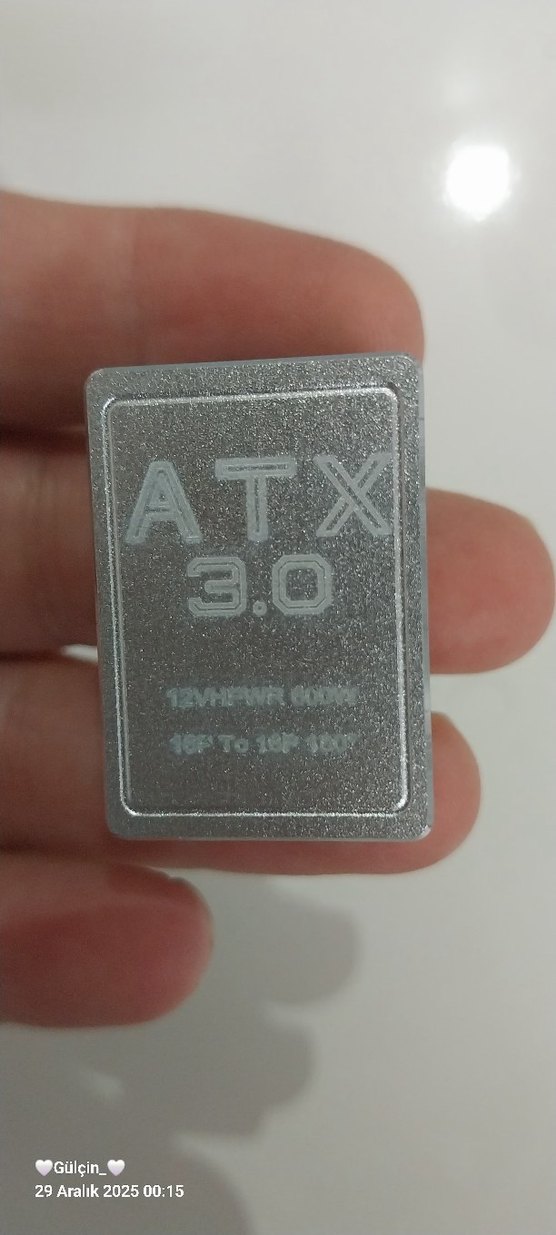 ATX
3.0
12VHPWR 600W
16P To 16P 180°
🤍Gülçin_🤍
29 Aralık 2025 00:15